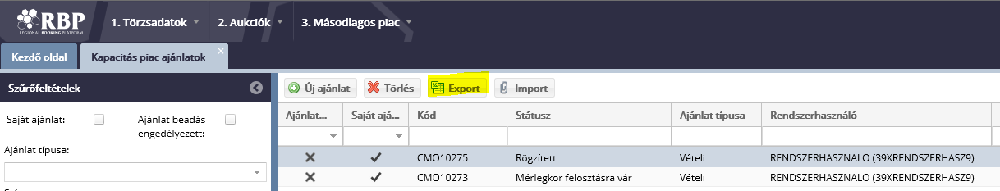 RBP
REGIONAL BOOKING PLATFORM
1. Törzsadatok
2. Aukciók
3. Másodlagos piac
Kezdő oldal
Kapacitás piac ajánlatok
Szűrőfeltételek
Új ajánlat
Törlés
Export
Import
Saját ajánlat:
Ajánlat beadás
engedélyezett:
Ajánlat típusa:
Ajánlat... Saját ajá... Kód Státusz Ajánlat típusa Rendszerhasználó
CMO10275 Rögzített Vételi RENDSZERHASZNALO (39XRENDSZERHASZ9)
CMO10273 Mérlegkör felosztásra vár Vételi RENDSZERHASZNALO (39XRENDSZERHASZ9)